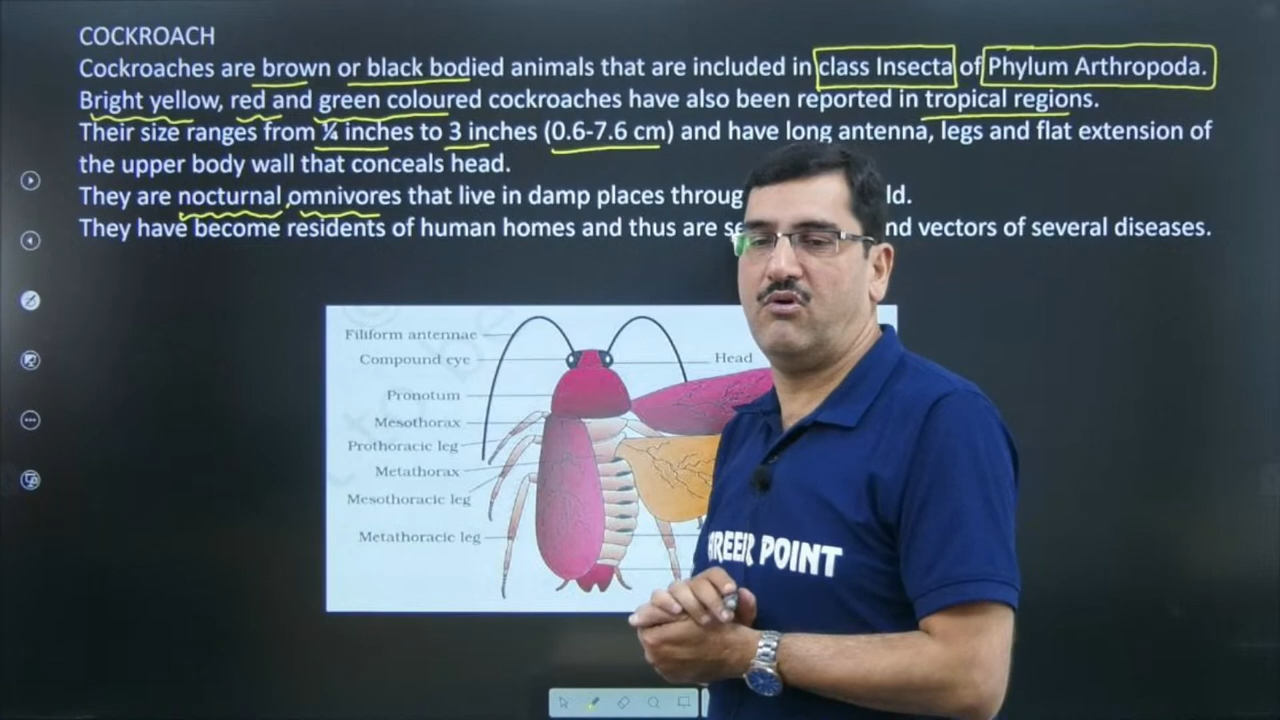 COCKROACH
Cockroaches are brown or black bodied animals that are included in class Insecta of Phylum Arthropoda.
Bright yellow, red and green coloured cockroaches have also been reported in tropical regions.
Their size ranges from ¼ inches to 3 inches (0.6-7.6 cm) and have long antenna, legs and flat extension of
the upper body wall that conceals head.
They are nocturnal omnivores that live in damp places
They have become residents of human homes and thus are
vectors of several diseases.
Filiform antennae
Compound eye
Head
Pronotum
Mesothorax
Prothoracic leg
Metathorax
Mesothoracic leg
Metathoracic leg
POINT